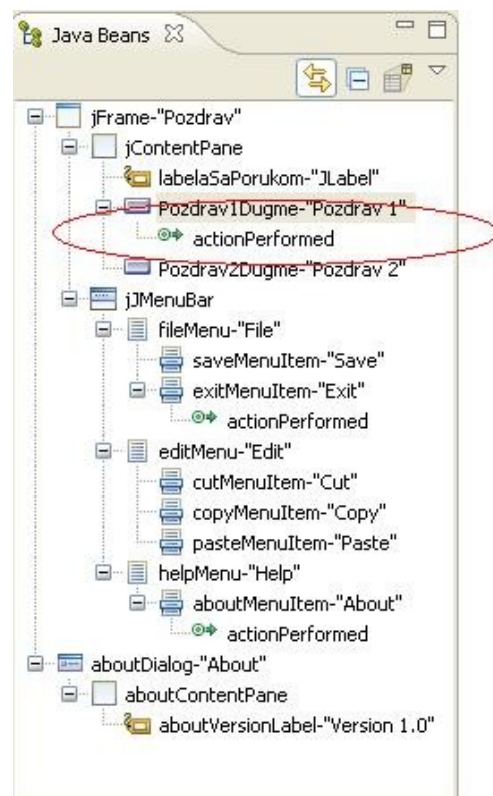 Java Beans
jFrame-"Pozdrav"
jContentPane
labelaSaPorukom-"JLabel"
Pozdrav1Dugme-"Pozdrav 1"
actionPerformed
Pozdrav2Dugme-"Pozdrav 2"
jJMenuBar
fileMenu-"File"
saveMenuItem-"Save"
exitMenuItem-"Exit"
actionPerformed
editMenu-"Edit"
cutMenuItem-"Cut"
copyMenuItem-"Copy"
pasteMenuItem-"Paste"
helpMenu-"Help"
aboutMenuItem-"About"
actionPerformed
aboutDialog-"About"
aboutContentPane
aboutVersionLabel-"Version 1.0"